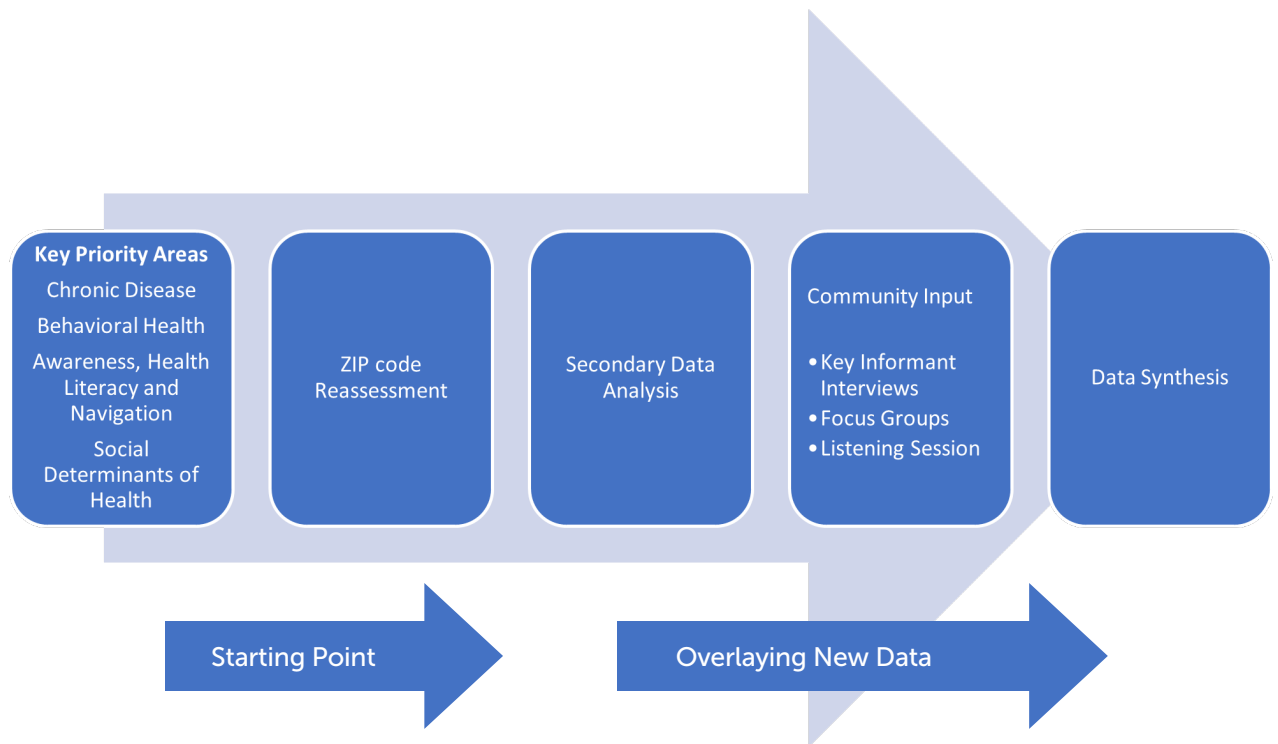 Key Priority Areas
Chronic Disease
Behavioral Health
Awareness, Health
Literacy and
Navigation
Social
Determinants of
Health
ZIP code
Reassessment
Secondary Data
Analysis
Community Input
• Key Informant
Interviews
• Focus Groups
• Listening Session
Data Synthesis
Starting Point
Overlaying New Data